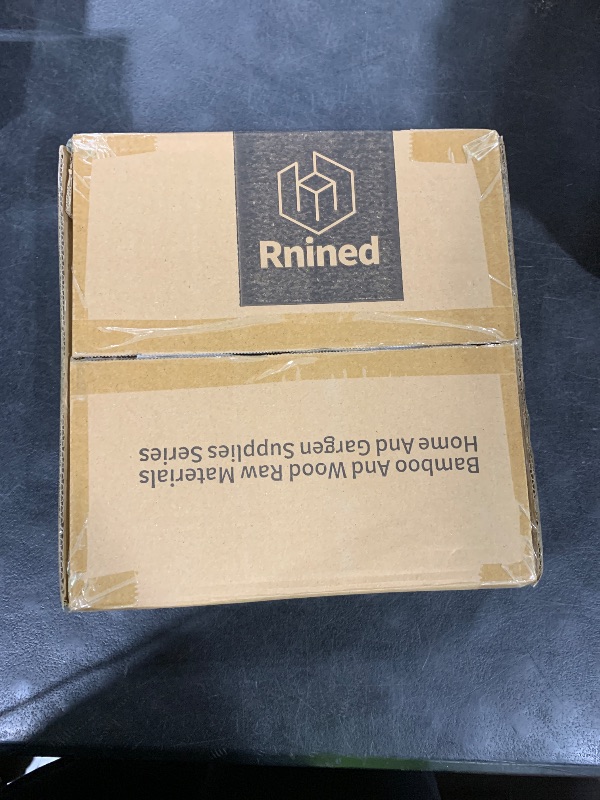 Rnined
Bamboo And Wood Raw Materials
Home And Gargen Supplies Series